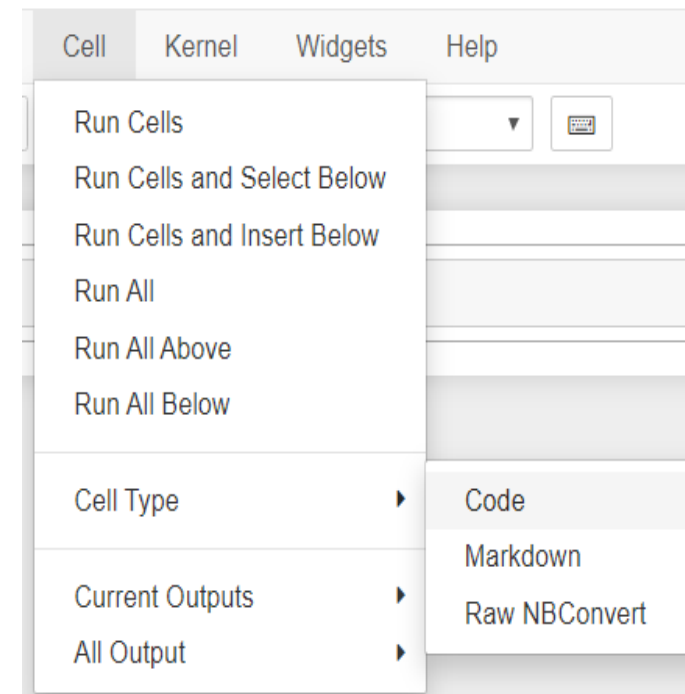 Cell Kernel Widgets Help
Run Cells
Run Cells and Select Below
Run Cells and Insert Below
Run All
Run All Above
Run All Below
Cell Type
Code
Markdown
Raw NBConvert
Current Outputs
All Output